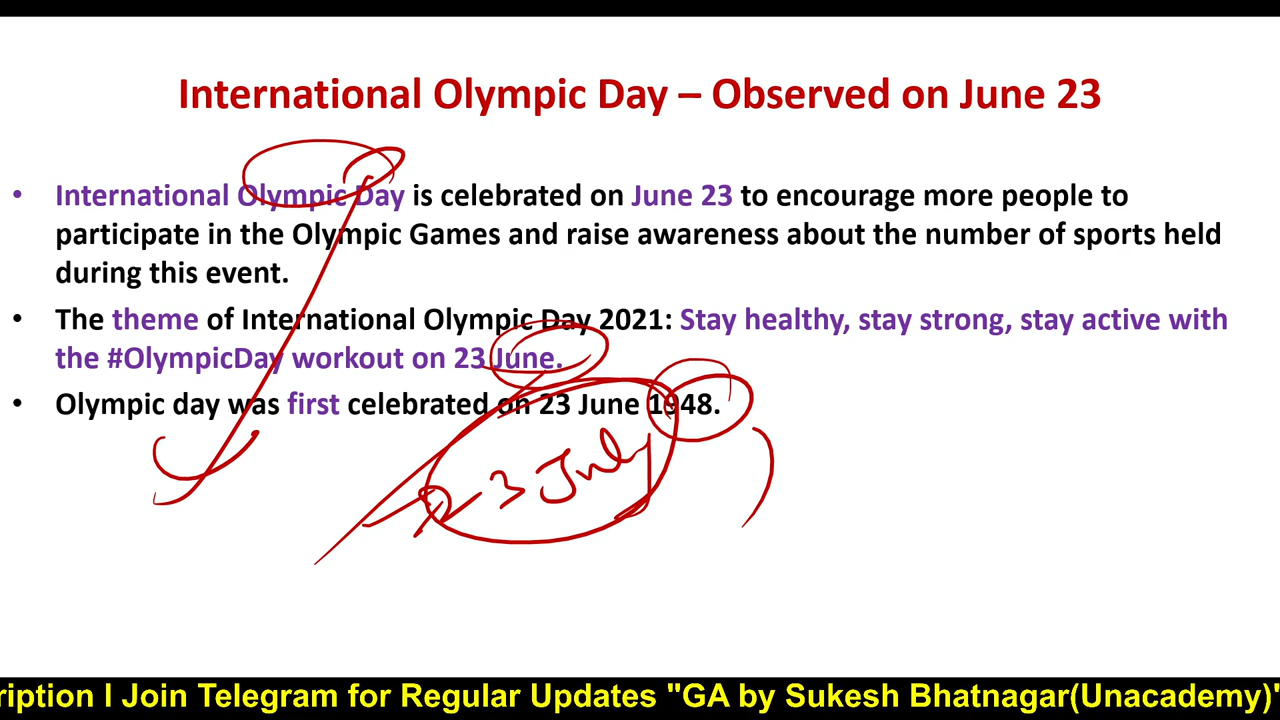 International Olympic Day – Observed on June 23
• International Olympic Day is celebrated on June 23 to encourage more people to
participate in the Olympic Games and raise awareness about the number of sports held
during this event.
• The theme of International Olympic Day 2021: Stay healthy, stay strong, stay active with
the #OlympicDay workout on 23 June.
• Olympic day was first celebrated on 23 June 1948.
23 July
ription I Join Telegram for Regular Updates "GA by Sukesh Bhatnagar(Unacademy)"